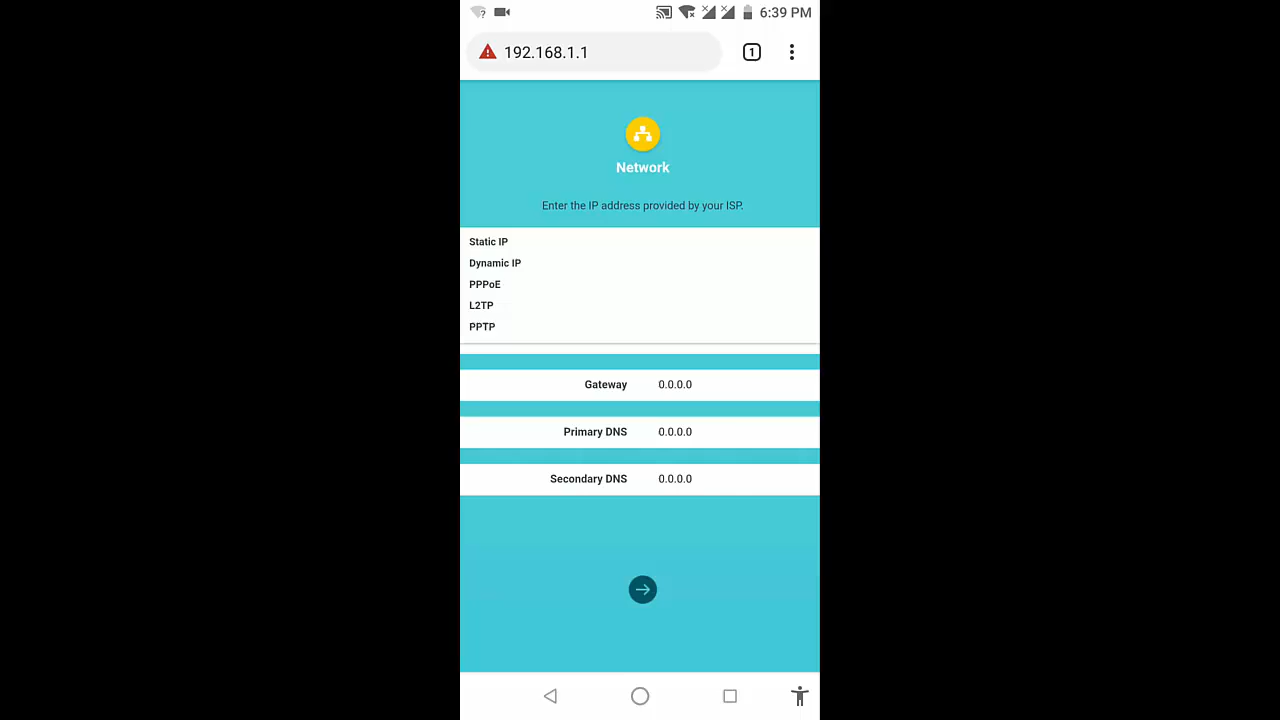 6:39 PM
192.168.1.1
1
Network
Enter the IP address provided by your ISP.
Static IP
Dynamic IP
PPPoE
L2TP
PPTP
Gateway 0.0.0.0
Primary DNS 0.0.0.0
Secondary DNS 0.0.0.0